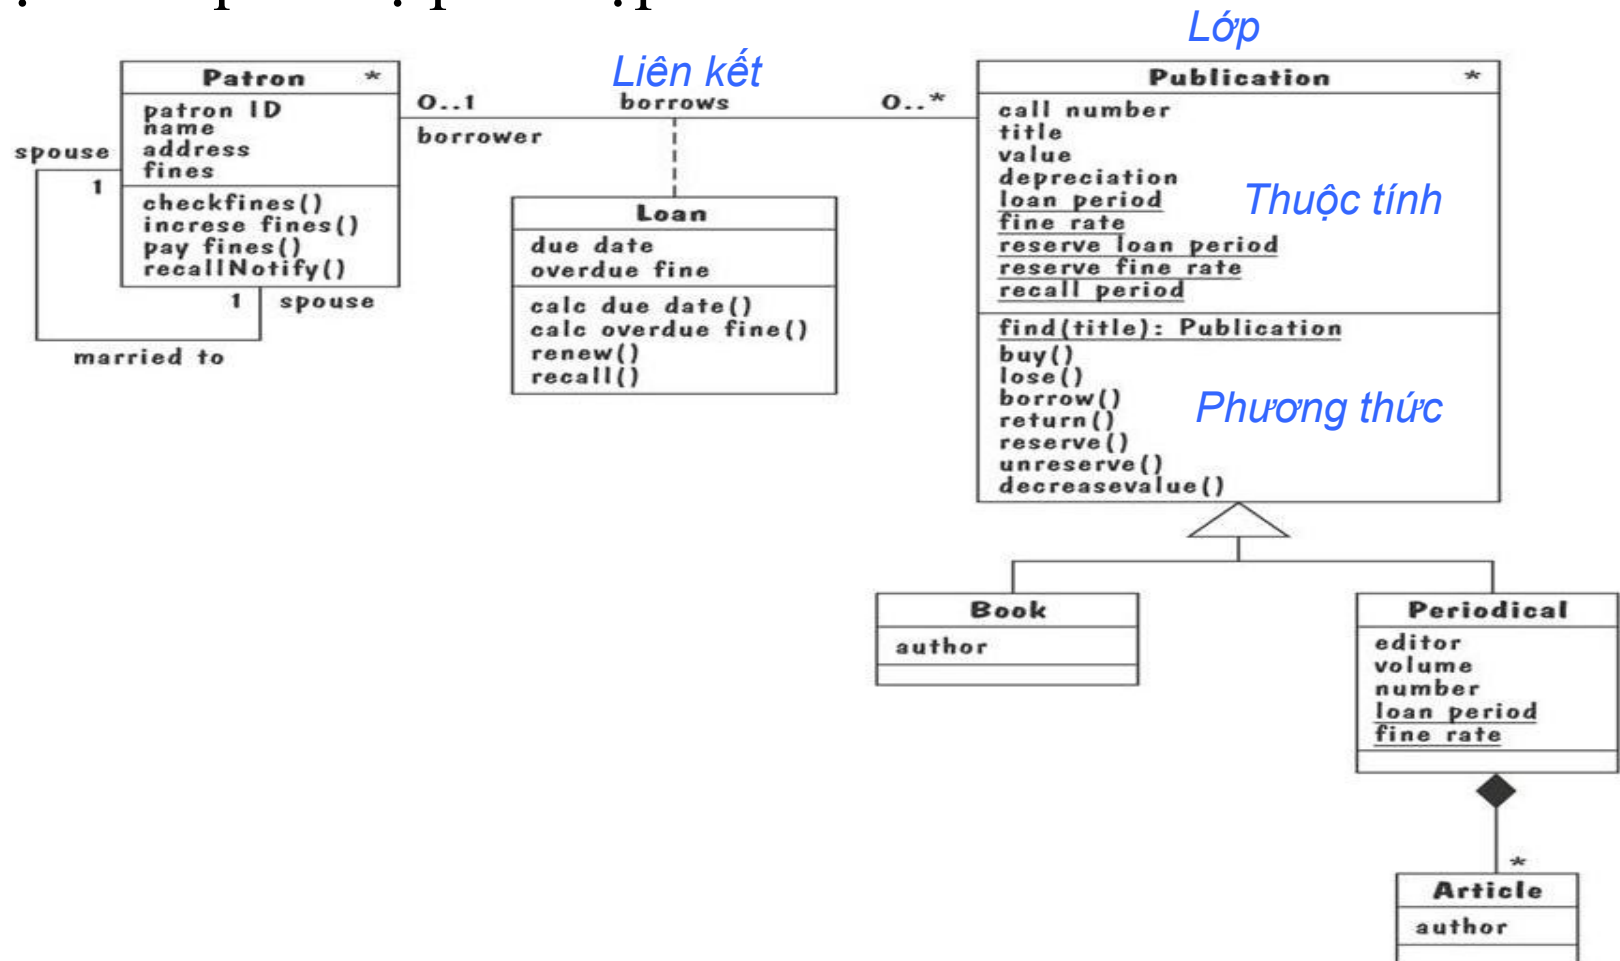 Lớp
Liên kết
Patron *
patron ID
name
address
fines
checkfines()
increse fines()
pay fines()
recallNotify()
spouse
1
1 spouse
married to
0..1 borrows 0..*
borrower
Loan
due date
overdue fine
calc due date()
calc overdue fine()
renew()
recall()
Publication *
call number
title
value
depreciation
loan period
fine rate
reserve loan period
reserve fine rate
recall period
Thuộc tính
find(title): Publication
buy()
lose()
borrow()
return()
reserve()
unreserve()
decreasevalue()
Phương thức
Book
author
Periodical
editor
volume
number
loan period
fine rate
*
Article
author